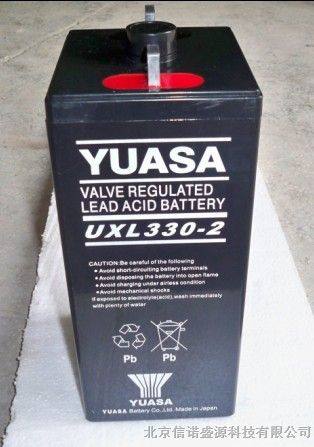 YUASA
VALVE REGULATED
LEAD ACID BATTERY
UXL330-2
CAUTION:Be careful of the following
● Avoid short-circuiting battery terminals
● Avoid disposing the battery into open flame
● Avoid charging under airless condition
● Avoid mechanical shocks
If exposed to electrolyte(acid),wash immediately
with plenty of water
Pb Pb
YUASA
YUASA Battery Co.,Ltd. Made in Japan
北京信诺盛源科技有限公司